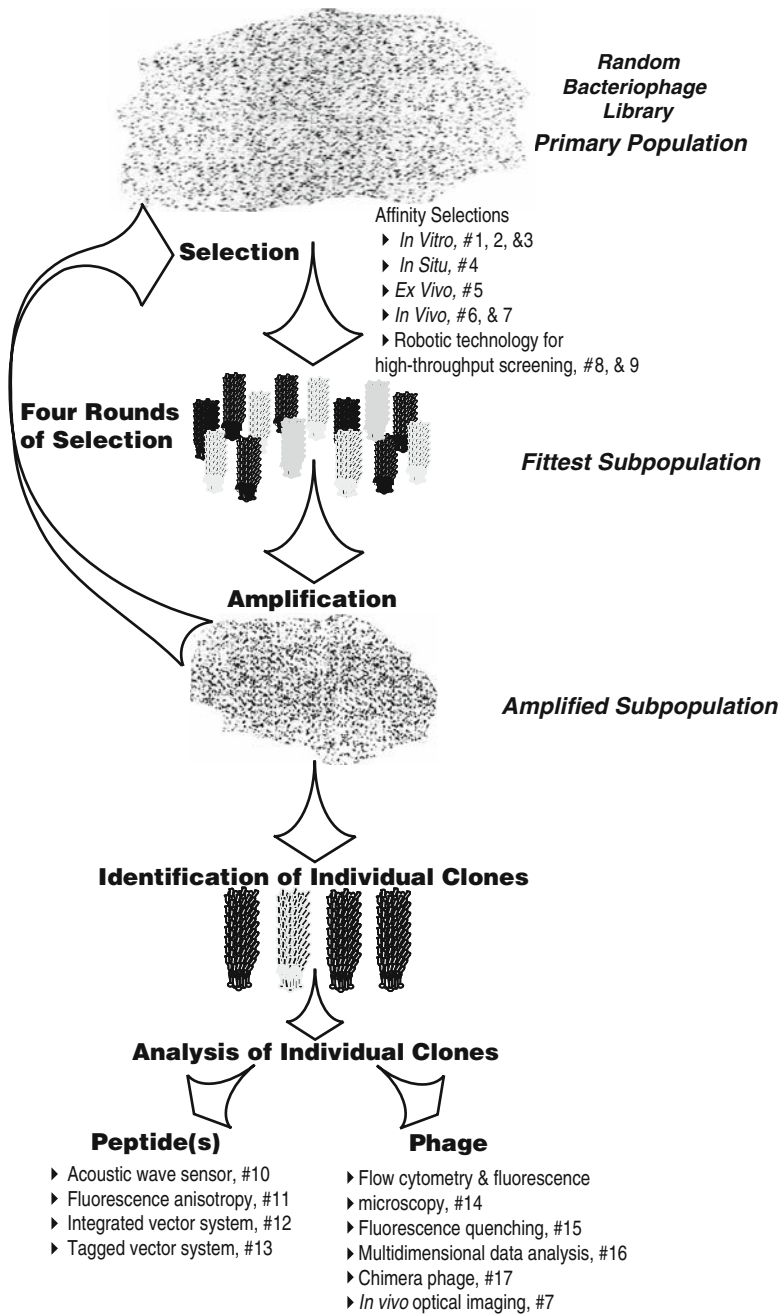 Random
Bacteriophage
Library
Primary Population
Affinity Selections
In Vitro, #1, 2, &3
Selection
In Situ, #4
Ex Vivo, #5
In Vivo, #6, & 7
Robotic technology for
high-throughput screening, #8, & 9
Four Rounds
of Selection
Fittest Subpopulation
Amplification
Amplified Subpopulation
Identification of Individual Clones
Analysis of Individual Clones
Peptide(s)
Acoustic wave sensor, #10
Fluorescence anisotropy, #11
Integrated vector system, #12
Tagged vector system, #13
Phage
Flow cytometry & fluorescence
microscopy, #14
Fluorescence quenching, #15
Multidimensional data analysis, #16
Chimera phage, #17
In vivo optical imaging, #7